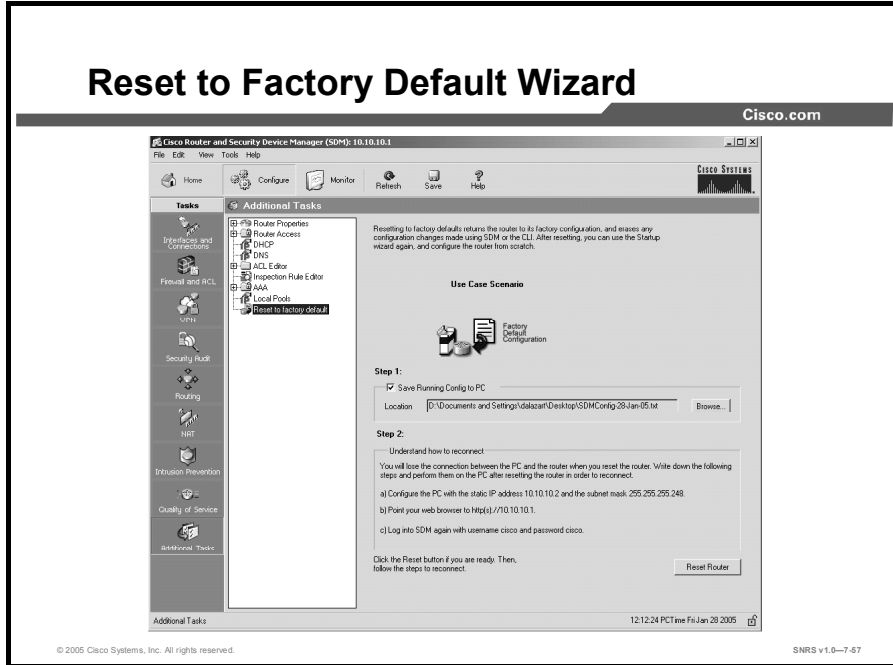 Reset to Factory Default Wizard
Cisco.com
Cisco Router and Security Device Manager (SDM): 10.10.10.1
File Edit View Tools Help
Home
Configure
Monitor
Refresh
Save
Help
CISCO SYSTEMS
Tasks
Additional Tasks
Interfaces and
Connections
Firewall and ACL
VPN
Security Audit
Routing
NAT
Intrusion Prevention
Quality of Service
Additional Tasks
Router Properties
Router Access
DHCP
DNS
ACL Editor
Inspection Rule Editor
AAA
Local Pools
Reset to factory default
Resetting to factory defaults returns the router to its factory configuration, and erases any
configuration changes made using SDM or the CLI. After resetting, you can use the Startup
wizard again, and configure the router from scratch.
Use Case Scenario
Factory
Default
Configuration
Step 1:
Save Running Config to PC
Location D:\Documents and Settings\dalazart\Desktop\SDMConfig-28-Jan-05.txt Browse...
Step 2:
Understand how to reconnect
You will lose the connection between the PC and the router when you reset the router. Write down the following
steps and perform them on the PC after resetting the router in order to reconnect.
a) Configure the PC with the static IP address 10.10.10.2 and the subnet mask 255.255.255.248.
b) Point your web browser to http(s)://10.10.10.1.
c) Log into SDM again with username cisco and password cisco.
Click the Reset button if you are ready. Then,
follow the steps to reconnect.
Reset Router
Additional Tasks
12:12:24 PCTime Fri Jan 28 2005
© 2005 Cisco Systems, Inc. All rights reserved.
SNRS v1.0—7-57